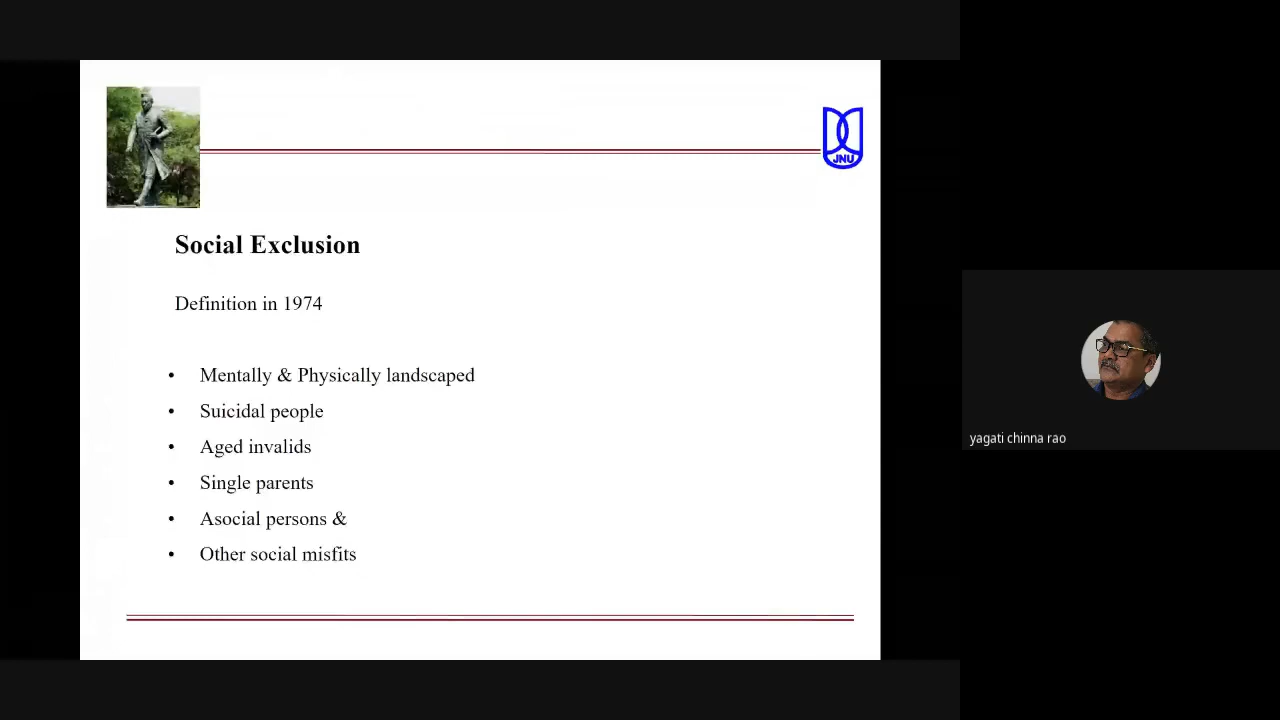 JNU
Social Exclusion
Definition in 1974
• Mentally & Physically landscaped
• Suicidal people
• Aged invalids
• Single parents
• Asocial persons &
• Other social misfits
yagati chinna rao